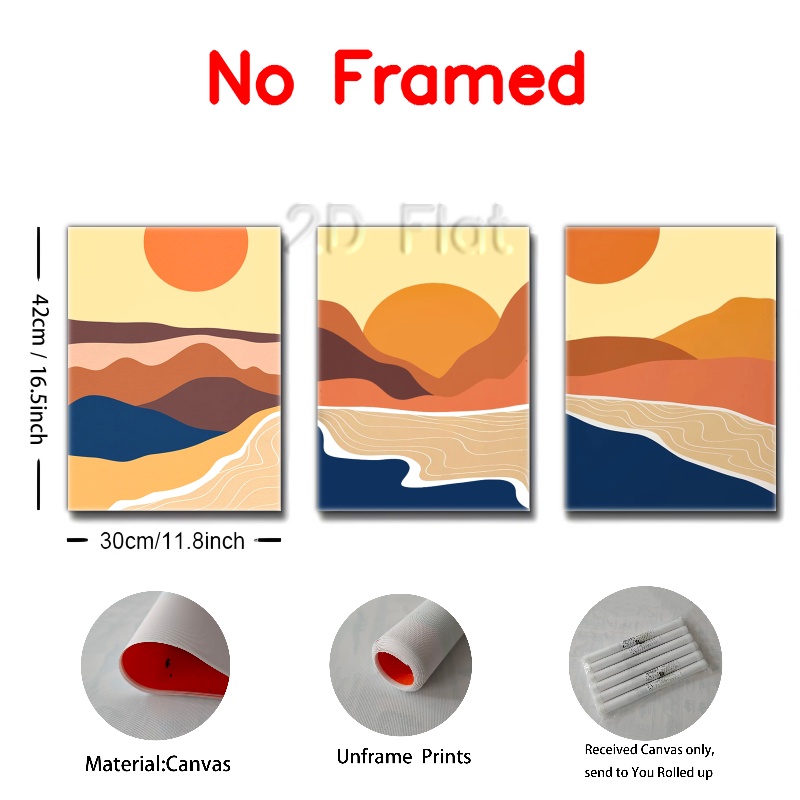 No Framed
2D Flat
42cm / 16.5inch
30cm/11.8inch
Material:Canvas
Unframe Prints
Received Canvas only,
send to You Rolled up